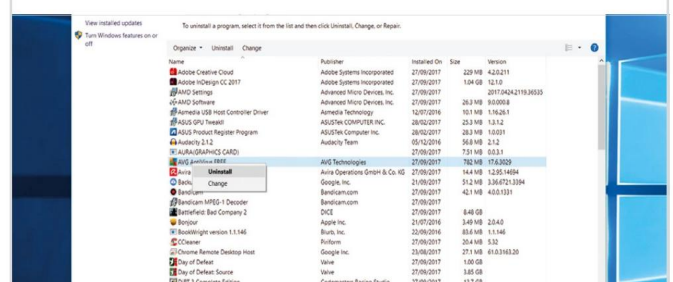 View installed updates
To uninstall a program, select it from the list and then click Uninstall, Change, or Repair.
Turn Windows features on or off
Organize Uninstall Change
Name Publisher Installed On Size Version
Adobe Creative Cloud Adobe Systems Incorporated 27/09/2017 229 MB 4.2.0.211
Adobe InDesign CC 2017 Adobe Systems Incorporated 27/09/2017 1.04 GB 12.1.0
AMD Settings Advanced Micro Devices, Inc. 27/09/2017 2017.0424.2119.36535
AMD Software Advanced Micro Devices, Inc. 27/09/2017 26.3 MB 9.0.000.8
Asmedia USB Host Controller Driver Asmedia Technology 12/07/2016 10.1 MB 1.16.26.1
ASUS GPU TweakII ASUSTek COMPUTER INC. 28/02/2017 25.3 MB 1.3.1.2
ASUS Product Register Program ASUSTek Computer Inc. 28/02/2017 28.3 MB 1.0.031
Audacity 2.1.2 Audacity Team 05/12/2016 56.8 MB 2.1.2
AURA(GRAPHICS CARD) 27/09/2017 7.51 MB 0.0.3.1
AVG AntiVirus FREE AVG Technologies 27/09/2017 782 MB 17.6.3029
Avira Avira Operations GmbH & Co. KG 27/09/2017 14.4 MB 1.2.95.14694
Uninstall
Backu Google, Inc. 21/09/2017 51.2 MB 3.36.6721.3394
Change
Bandicam Bandicam.com 27/09/2017 42.1 MB 4.0.0.1331
Bandicam MPEG-1 Decoder Bandicam.com 27/09/2017
Battlefield: Bad Company 2 DICE 27/09/2017 8.48 GB
Bonjour Apple Inc. 21/07/2016 3.49 MB 2.0.4.0
BookWright version 1.1.146 Blurb, Inc. 22/09/2016 83.6 MB 1.1.146
CCleaner Piriform 27/09/2017 20.4 MB 5.32
Chrome Remote Desktop Host Google Inc. 23/08/2017 27.1 MB 61.0.3163.20
Day of Defeat Valve 27/09/2017 1.00 GB
Day of Defeat: Source Valve 27/09/2017 3.85 GB
DiRT 3 Complete Edition Codemasters Racing Studio 27/09/2017 12.7 GB